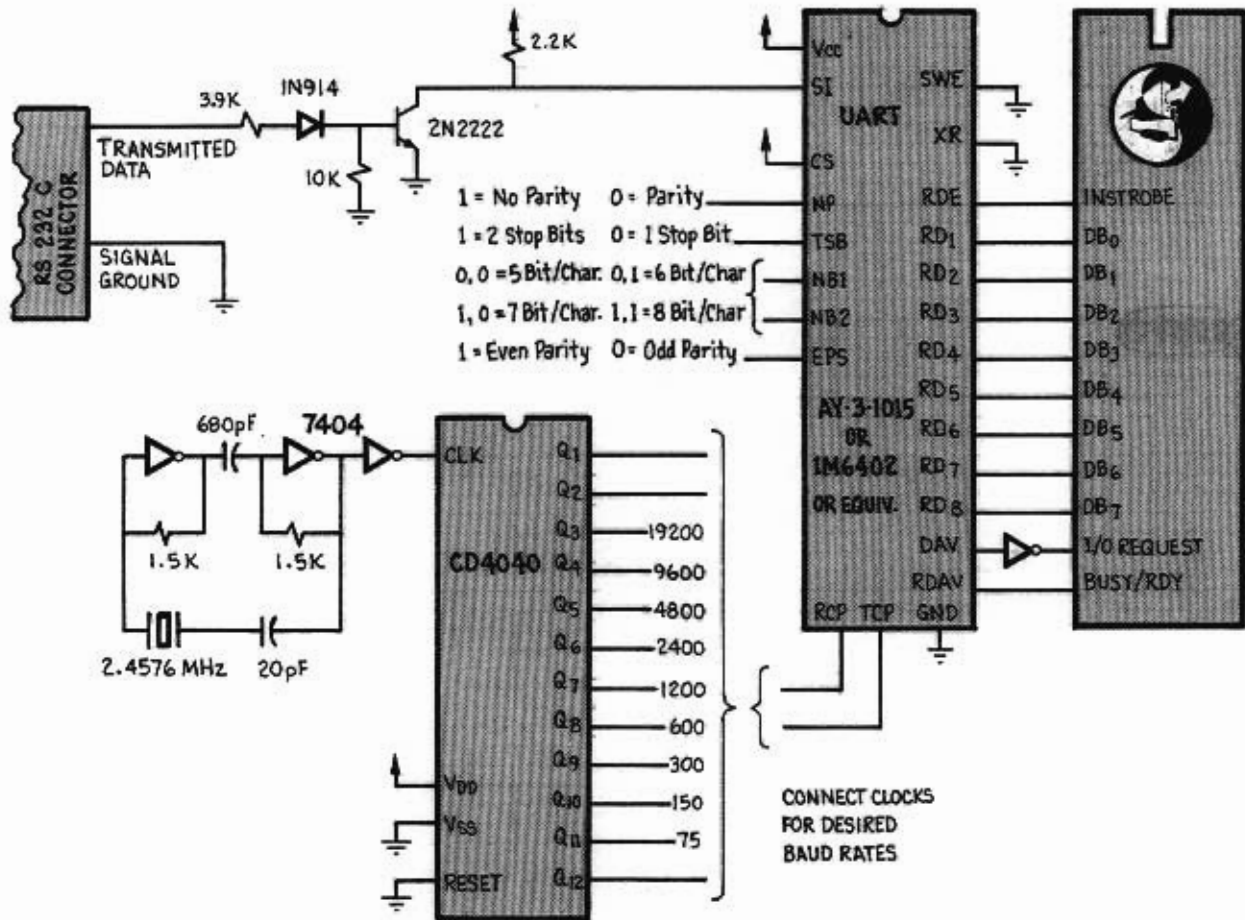 2.2K
1N914
3.9K
2N2222
10K
RS 232 C
CONNECTOR
TRANSMITTED
DATA
SIGNAL
GROUND
1 = No Parity 0 = Parity
1 = 2 Stop Bits 0 = 1 Stop Bit
0, 0 = 5 Bit/Char. 0, 1 = 6 Bit/Char
1, 0 = 7 Bit/Char. 1, 1 = 8 Bit/Char
1 = Even Parity 0 = Odd Parity
Vcc
SI
UART
CS
NP
TSB
NB1
NB2
EPS
AY-3-1015
OR
IM6402
OR EQUIV.
SWE
XR
RDE
RD1
RD2
RD3
RD4
RD5
RD6
RD7
RD8
DAV
RDAV
RCP TCP GND
INSTROBE
DB0
DB1
DB2
DB3
DB4
DB5
DB6
DB7
I/O REQUEST
BUSY/RDY
680pF
7404
1.5K
1.5K
2.4576 MHz
20pF
CLK
CD4040
VDD
VSS
RESET
Q1
Q2
Q3 19200
Q4 9600
Q5 4800
Q6 2400
Q7 1200
Q8 600
Q9 300
Q10 150
Q11 75
Q12
CONNECT CLOCKS
FOR DESIRED
BAUD RATES